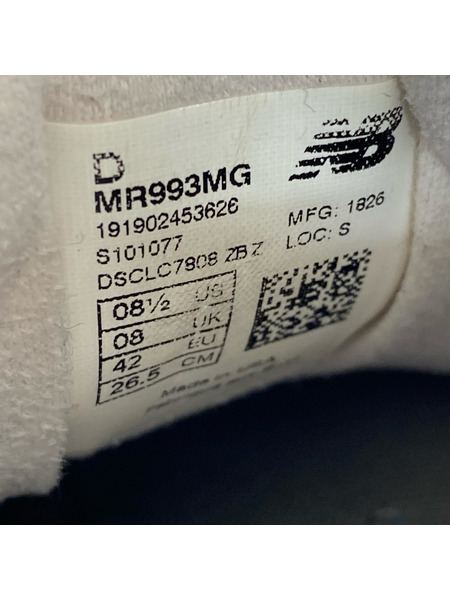 D
MR993MG
191902453626
S101077
DSCLC7808 ZB Z
MFG: 1826
LOC: S
08½ US
08 UK
42 EU
26.5 CM
Made in USA